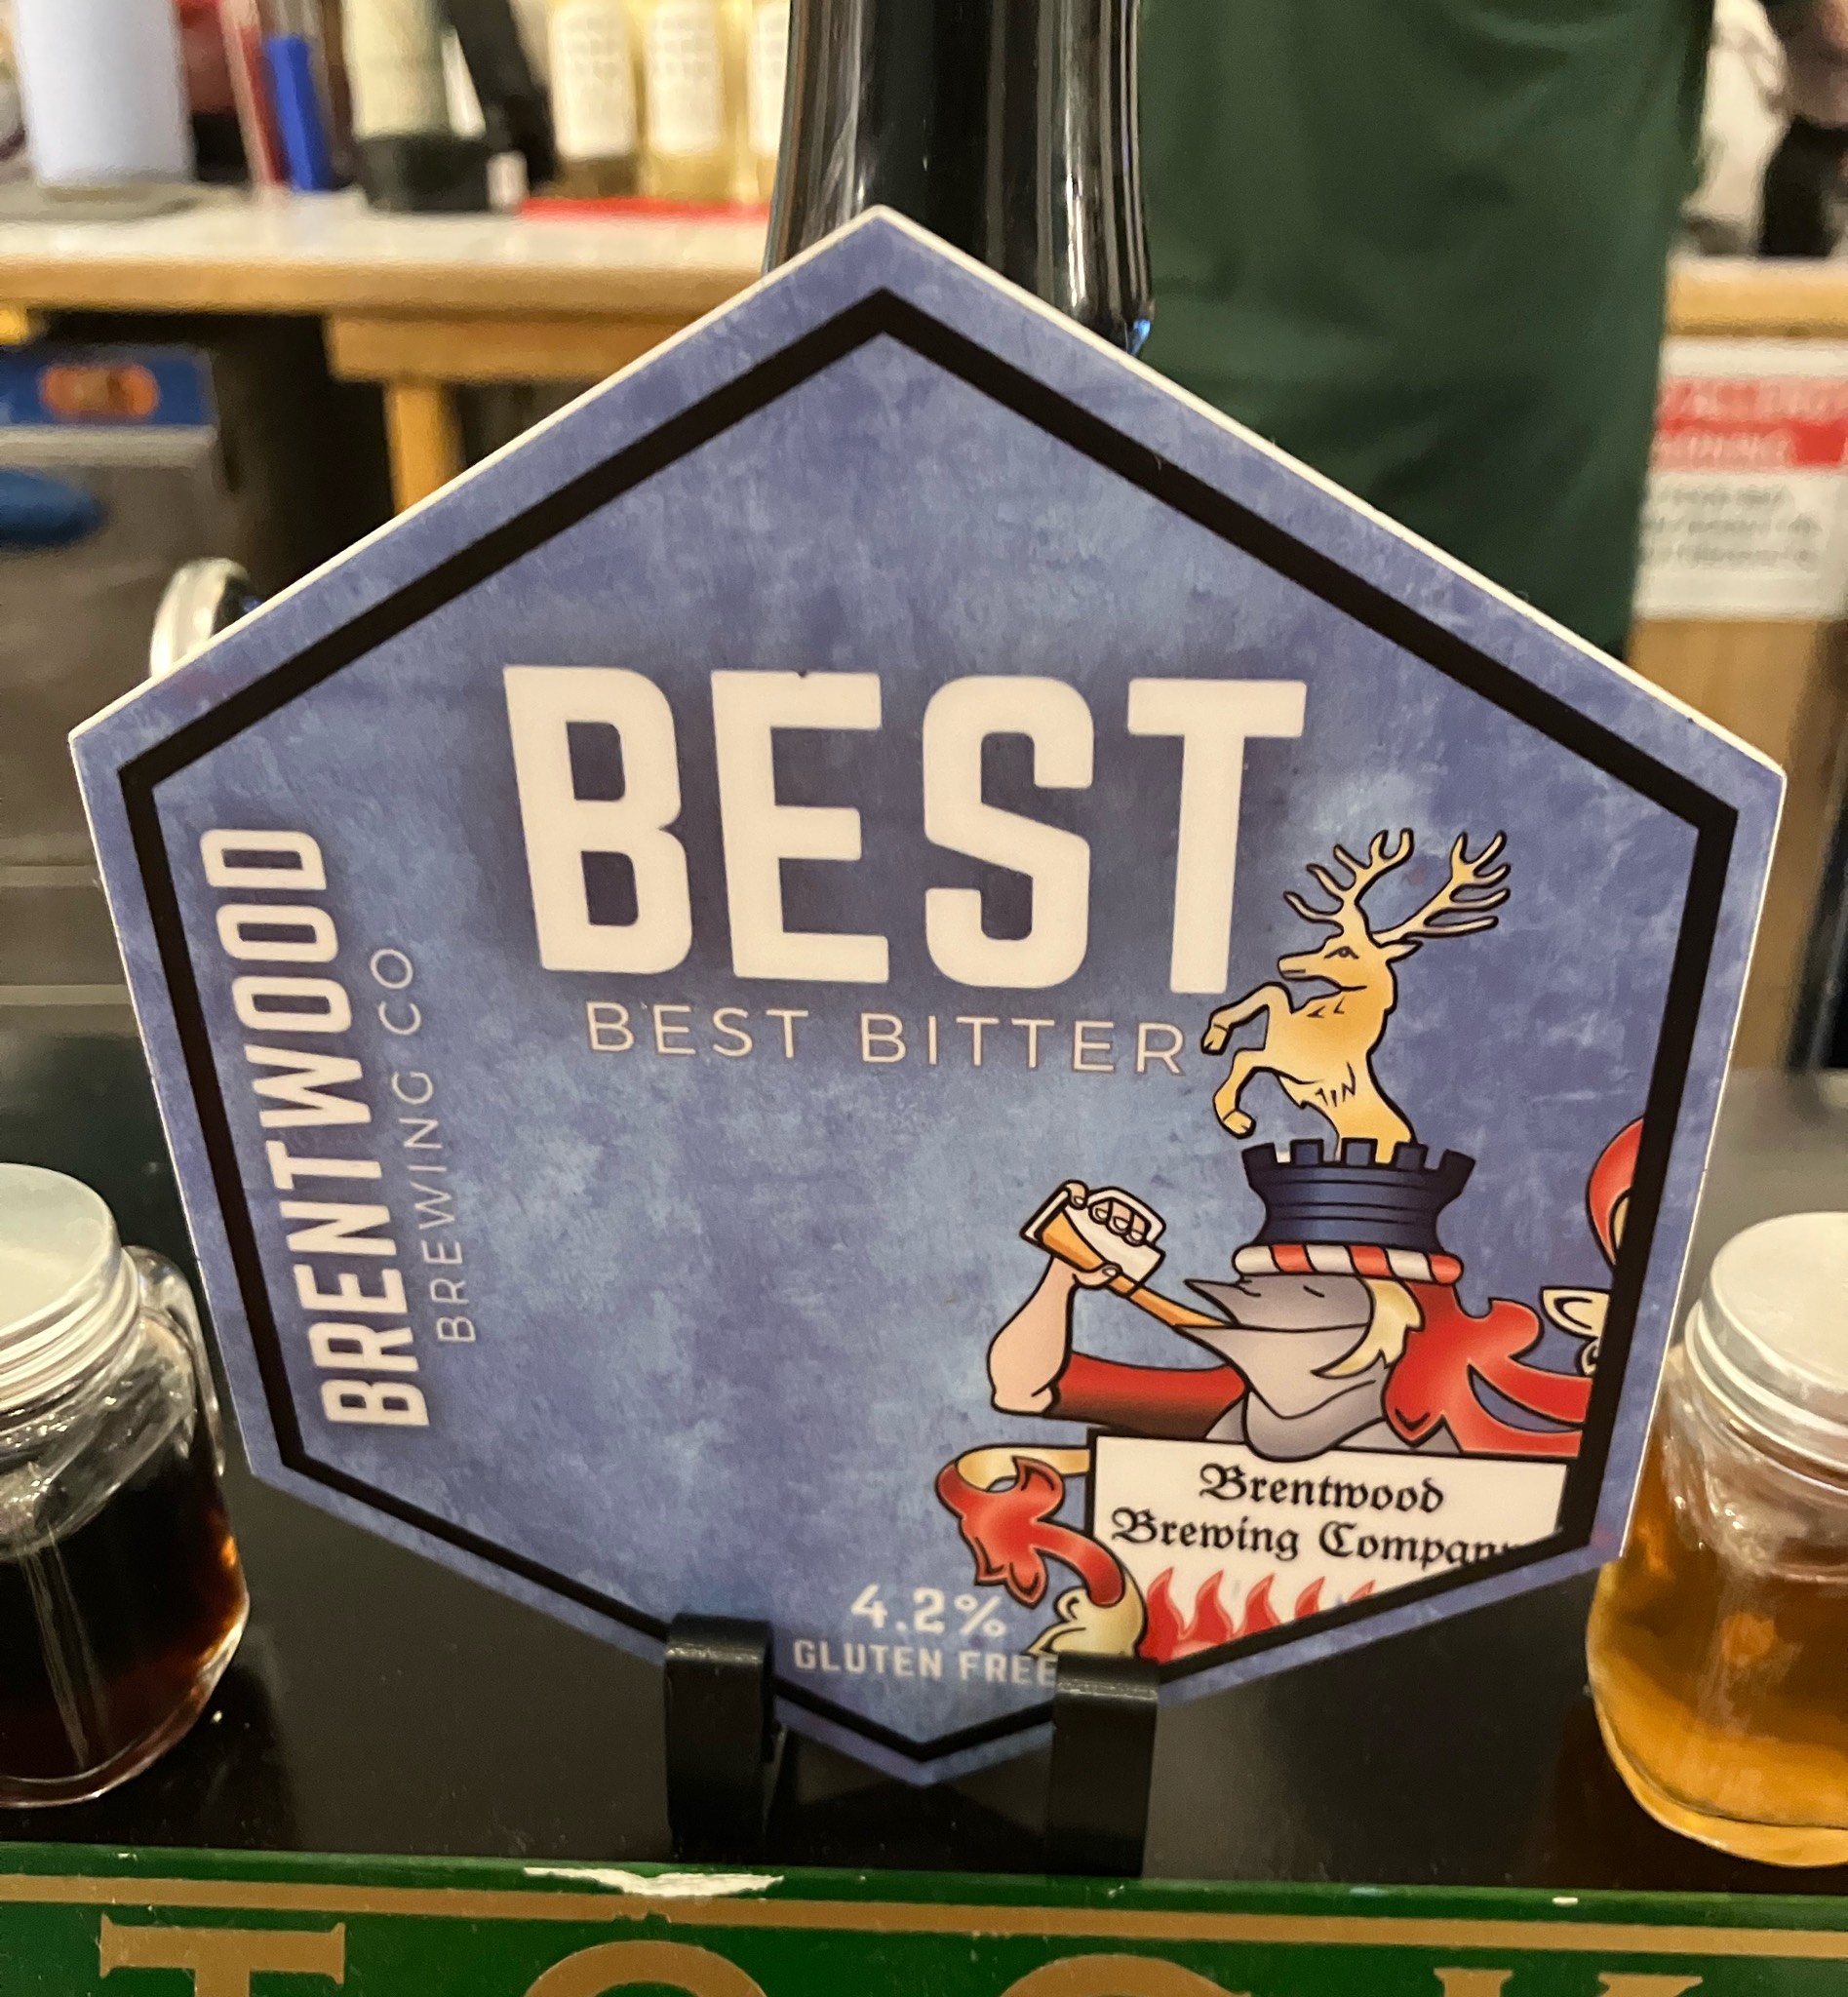 BEST
BEST BITTER
BRENTWOOD
BREWING CO
Brentwood
Brewing Company
4.2%
GLUTEN FREE